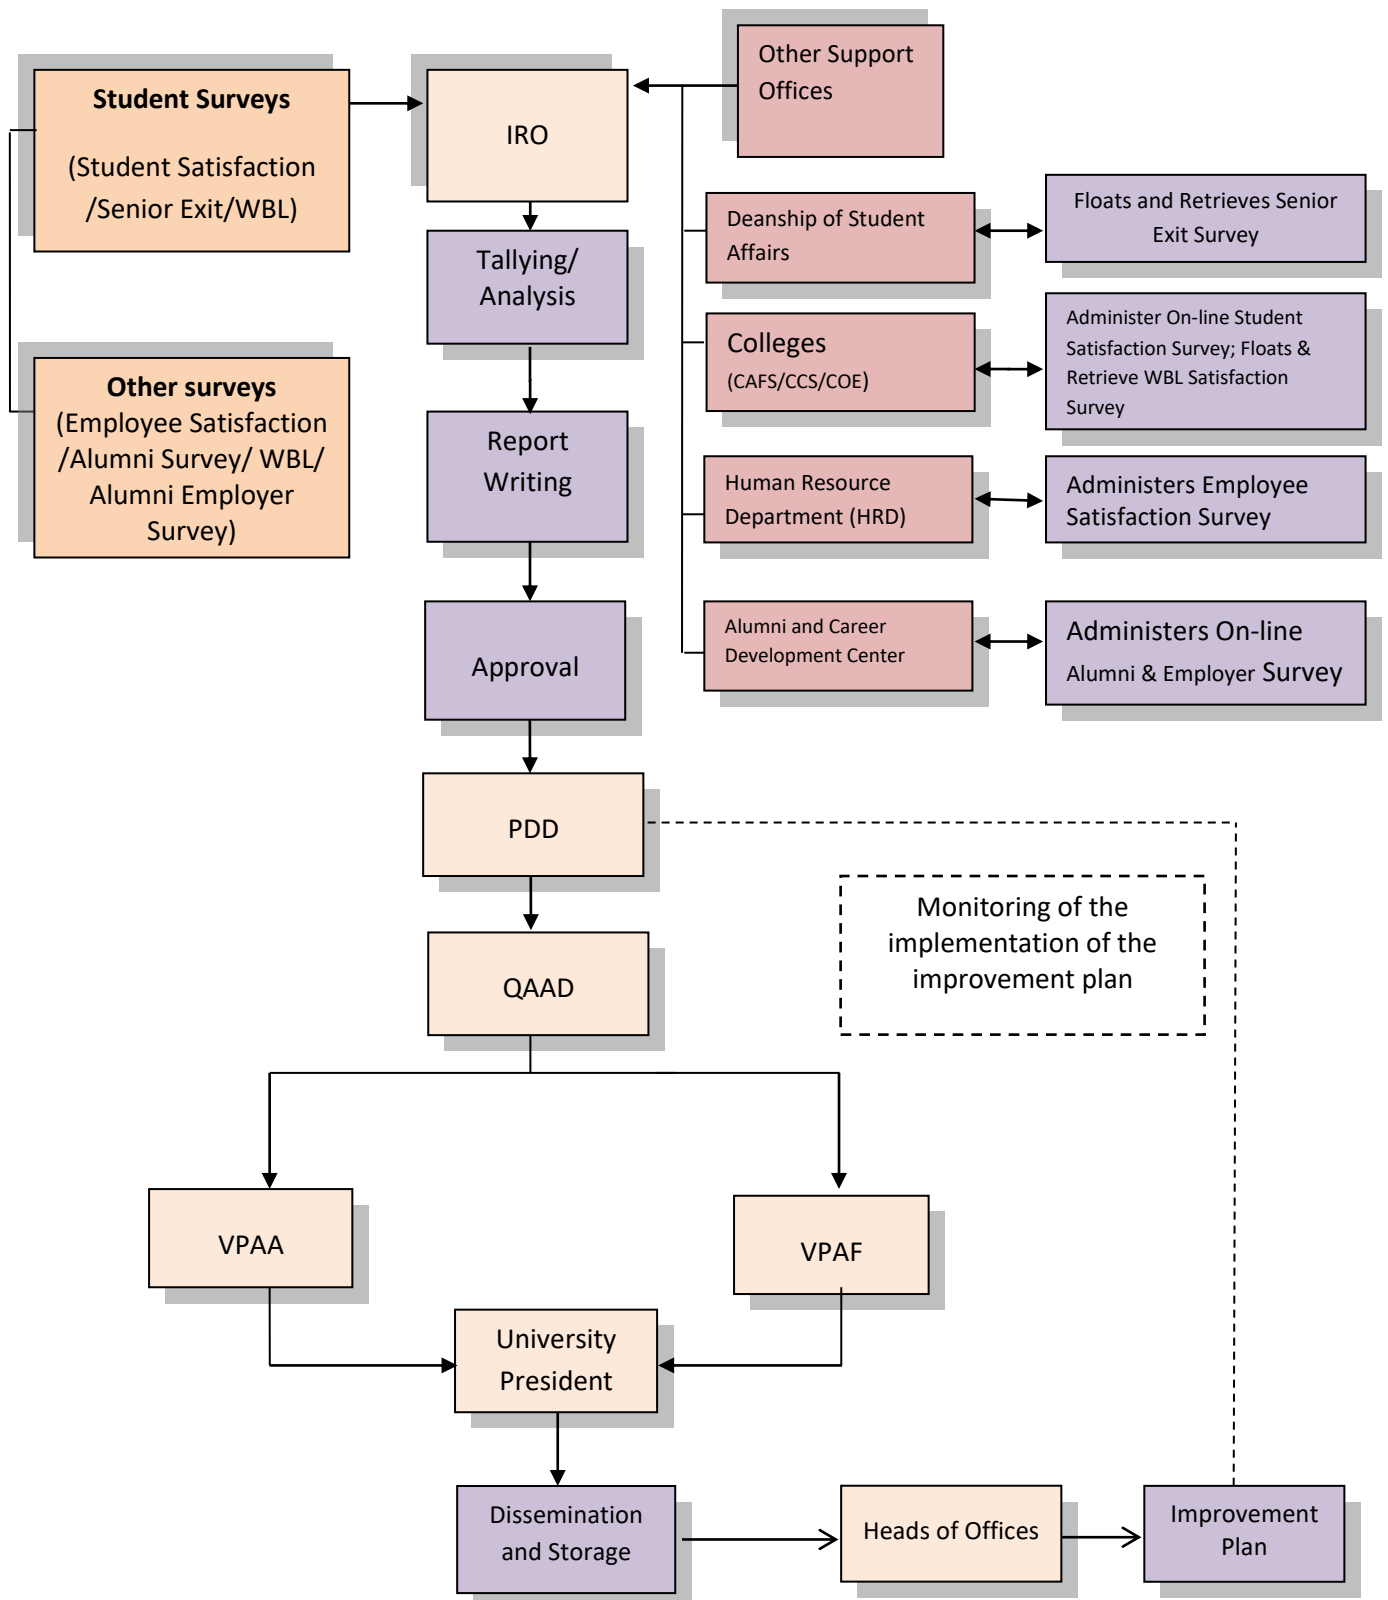 Student Surveys
(Student Satisfaction
/Senior Exit/WBL)
Other surveys
(Employee Satisfaction
/Alumni Survey/ WBL/
Alumni Employer
Survey)
IRO
Tallying/
Analysis
Report
Writing
Approval
PDD
QAAD
VPAA
VPAF
University
President
Dissemination
and Storage
Heads of Offices
Improvement
Plan
Other Support
Offices
Deanship of Student
Affairs
Floats and Retrieves Senior
Exit Survey
Colleges
(CAFS/CCS/COE)
Administer On-line Student
Satisfaction Survey; Floats &
Retrieve WBL Satisfaction
Survey
Human Resource
Department (HRD)
Administers Employee
Satisfaction Survey
Alumni and Career
Development Center
Administers On-line
Alumni & Employer Survey
Monitoring of the
implementation of the
improvement plan